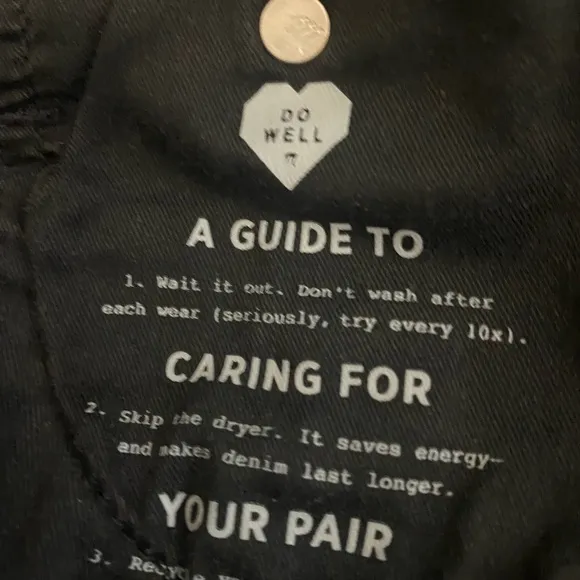 DO
WELL
A GUIDE TO
1. Wait it out. Don't wash after
each wear (seriously, try every 10x).
CARING FOR
2. Skip the dryer. It saves energy—
and makes denim last longer.
YOUR PAIR
3. Recycle